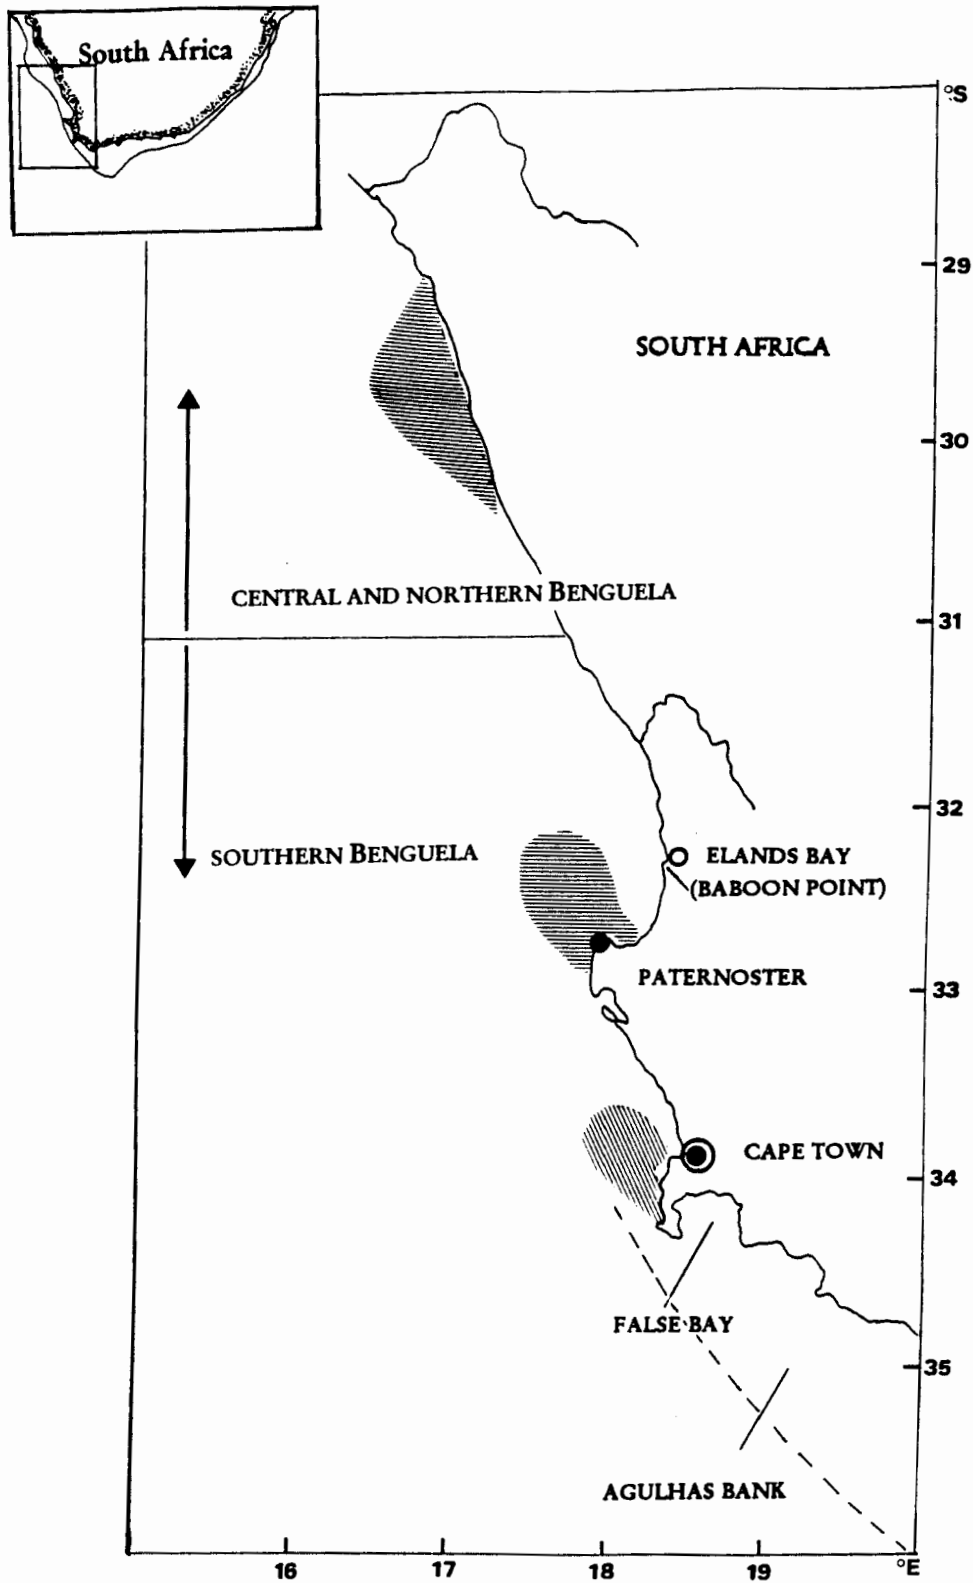 South Africa
°S
29
SOUTH AFRICA
30
CENTRAL AND NORTHERN BENGUELA
31
32
SOUTHERN BENGUELA
ELANDS BAY
(BABOON POINT)
PATERNOSTER
33
CAPE TOWN
34
FALSE BAY
35
AGULHAS BANK
16
17
18
19
°E